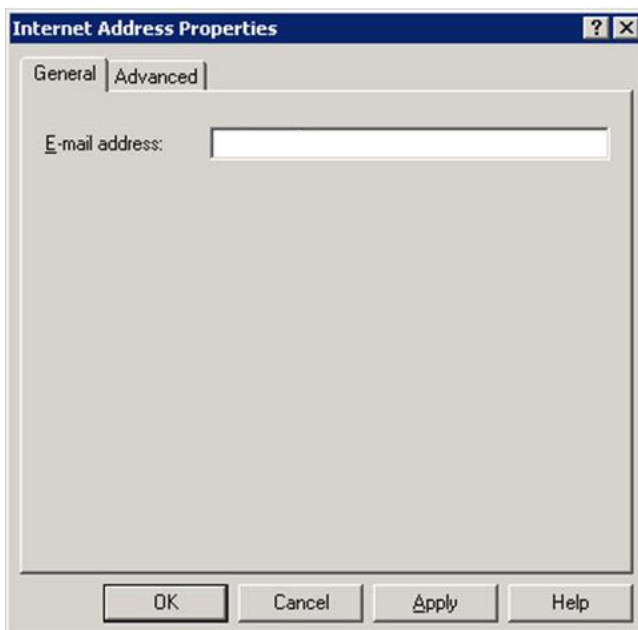 Internet Address Properties
General Advanced
E-mail address:
OK Cancel Apply Help